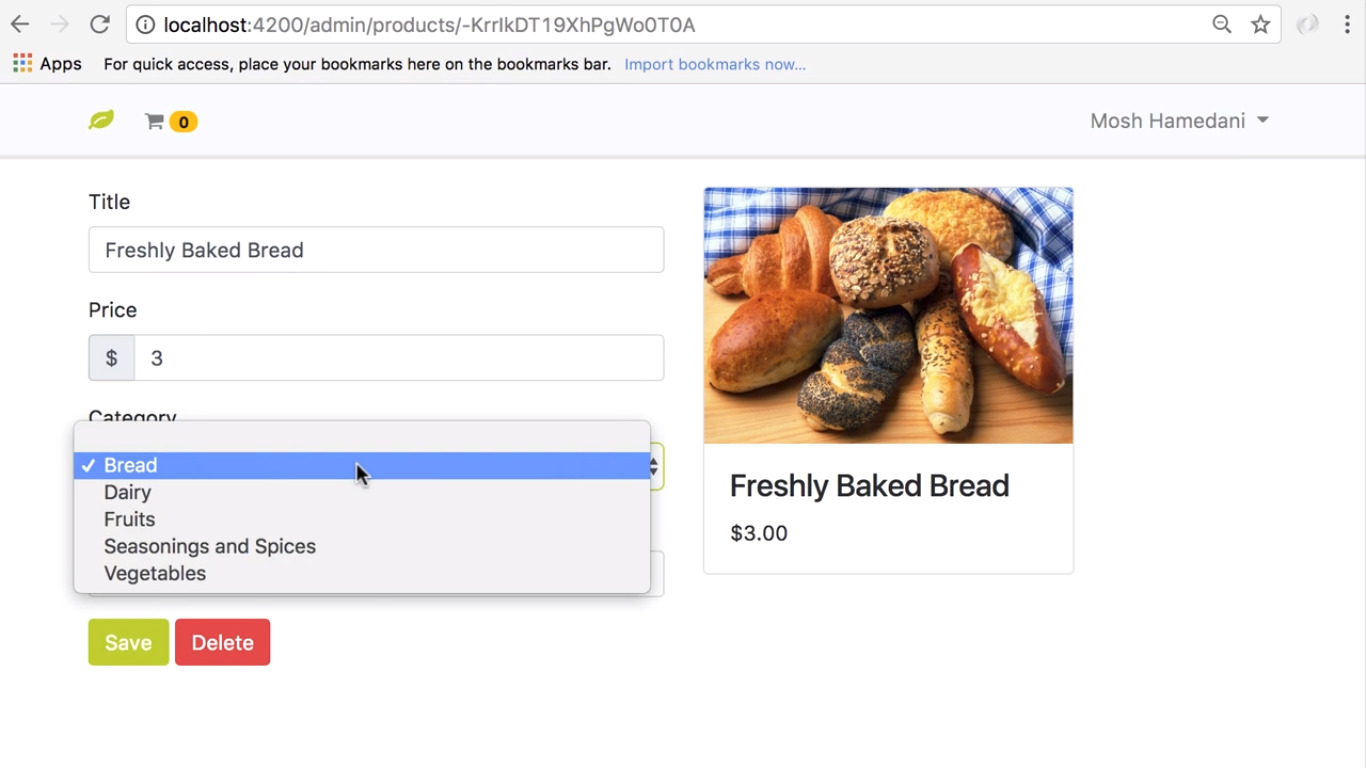 localhost:4200/admin/products/-KrrlkDT19XhPgWo0T0A
Apps For quick access, place your bookmarks here on the bookmarks bar. Import bookmarks now...
0
Mosh Hamedani
Title
Freshly Baked Bread
Price
$ 3
Category
✓ Bread
Dairy
Fruits
Seasonings and Spices
Vegetables
Save Delete
Freshly Baked Bread
$3.00